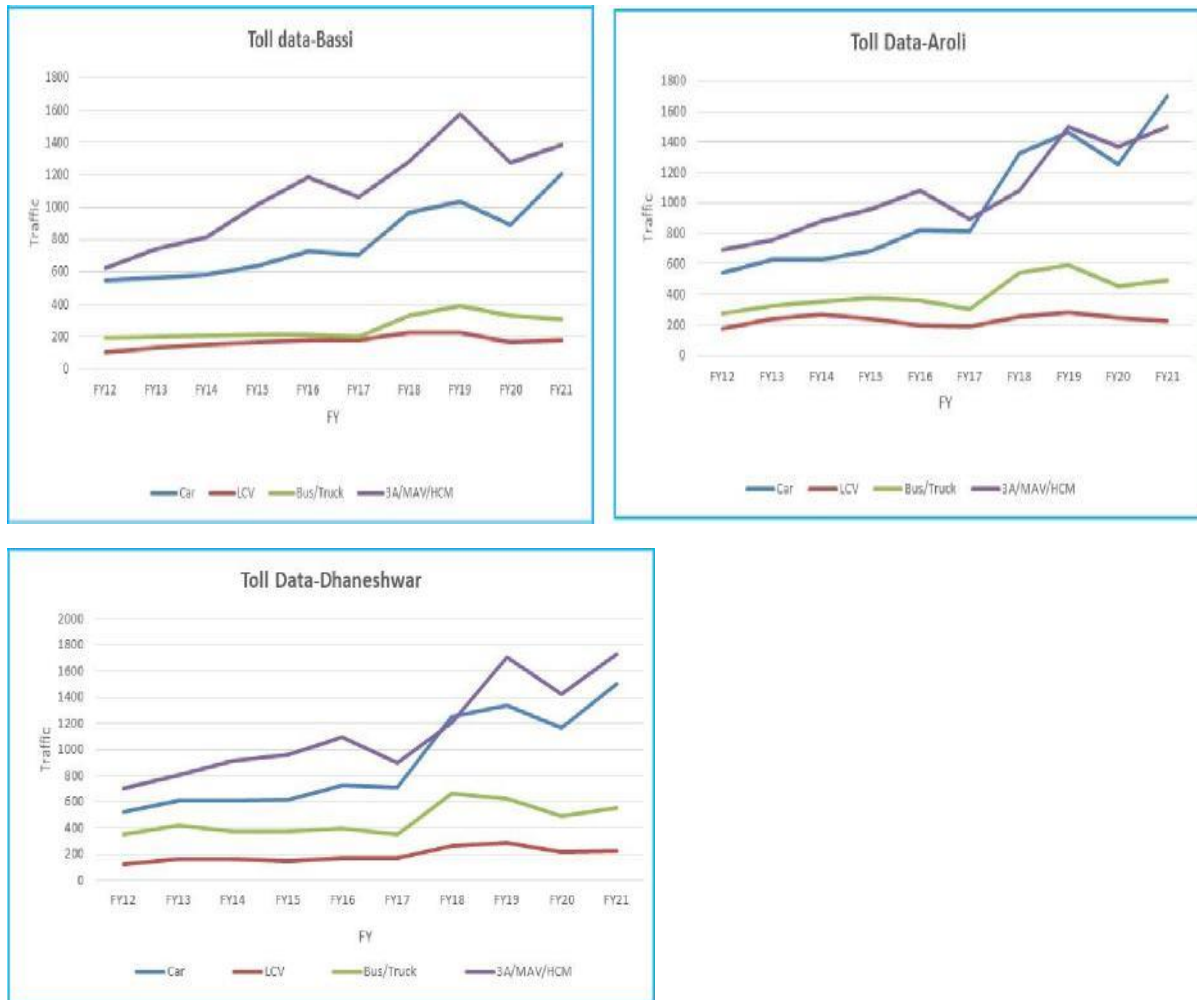 Toll data-Bassi
1800
1600
1400
1200
1000
800
600
400
200
0
Traffic
FY12 FY13 FY14 FY15 FY16 FY17 FY18 FY19 FY20 FY21
FY
Car LCV Bus/Truck 3A/MAV/HCM
Toll Data-Aroli
1800
1600
1400
1200
1000
800
600
400
200
0
Traffic
FY12 FY13 FY14 FY15 FY16 FY17 FY18 FY19 FY20 FY21
FY
Car LCV Bus/Truck 3A/MAV/HCM
Toll Data-Dhaneshwar
2000
1800
1600
1400
1200
1000
800
600
400
200
0
Traffic
FY12 FY13 FY14 FY15 FY16 FY17 FY18 FY19 FY20 FY21
FY
Car LCV Bus/Truck 3A/MAV/HCM